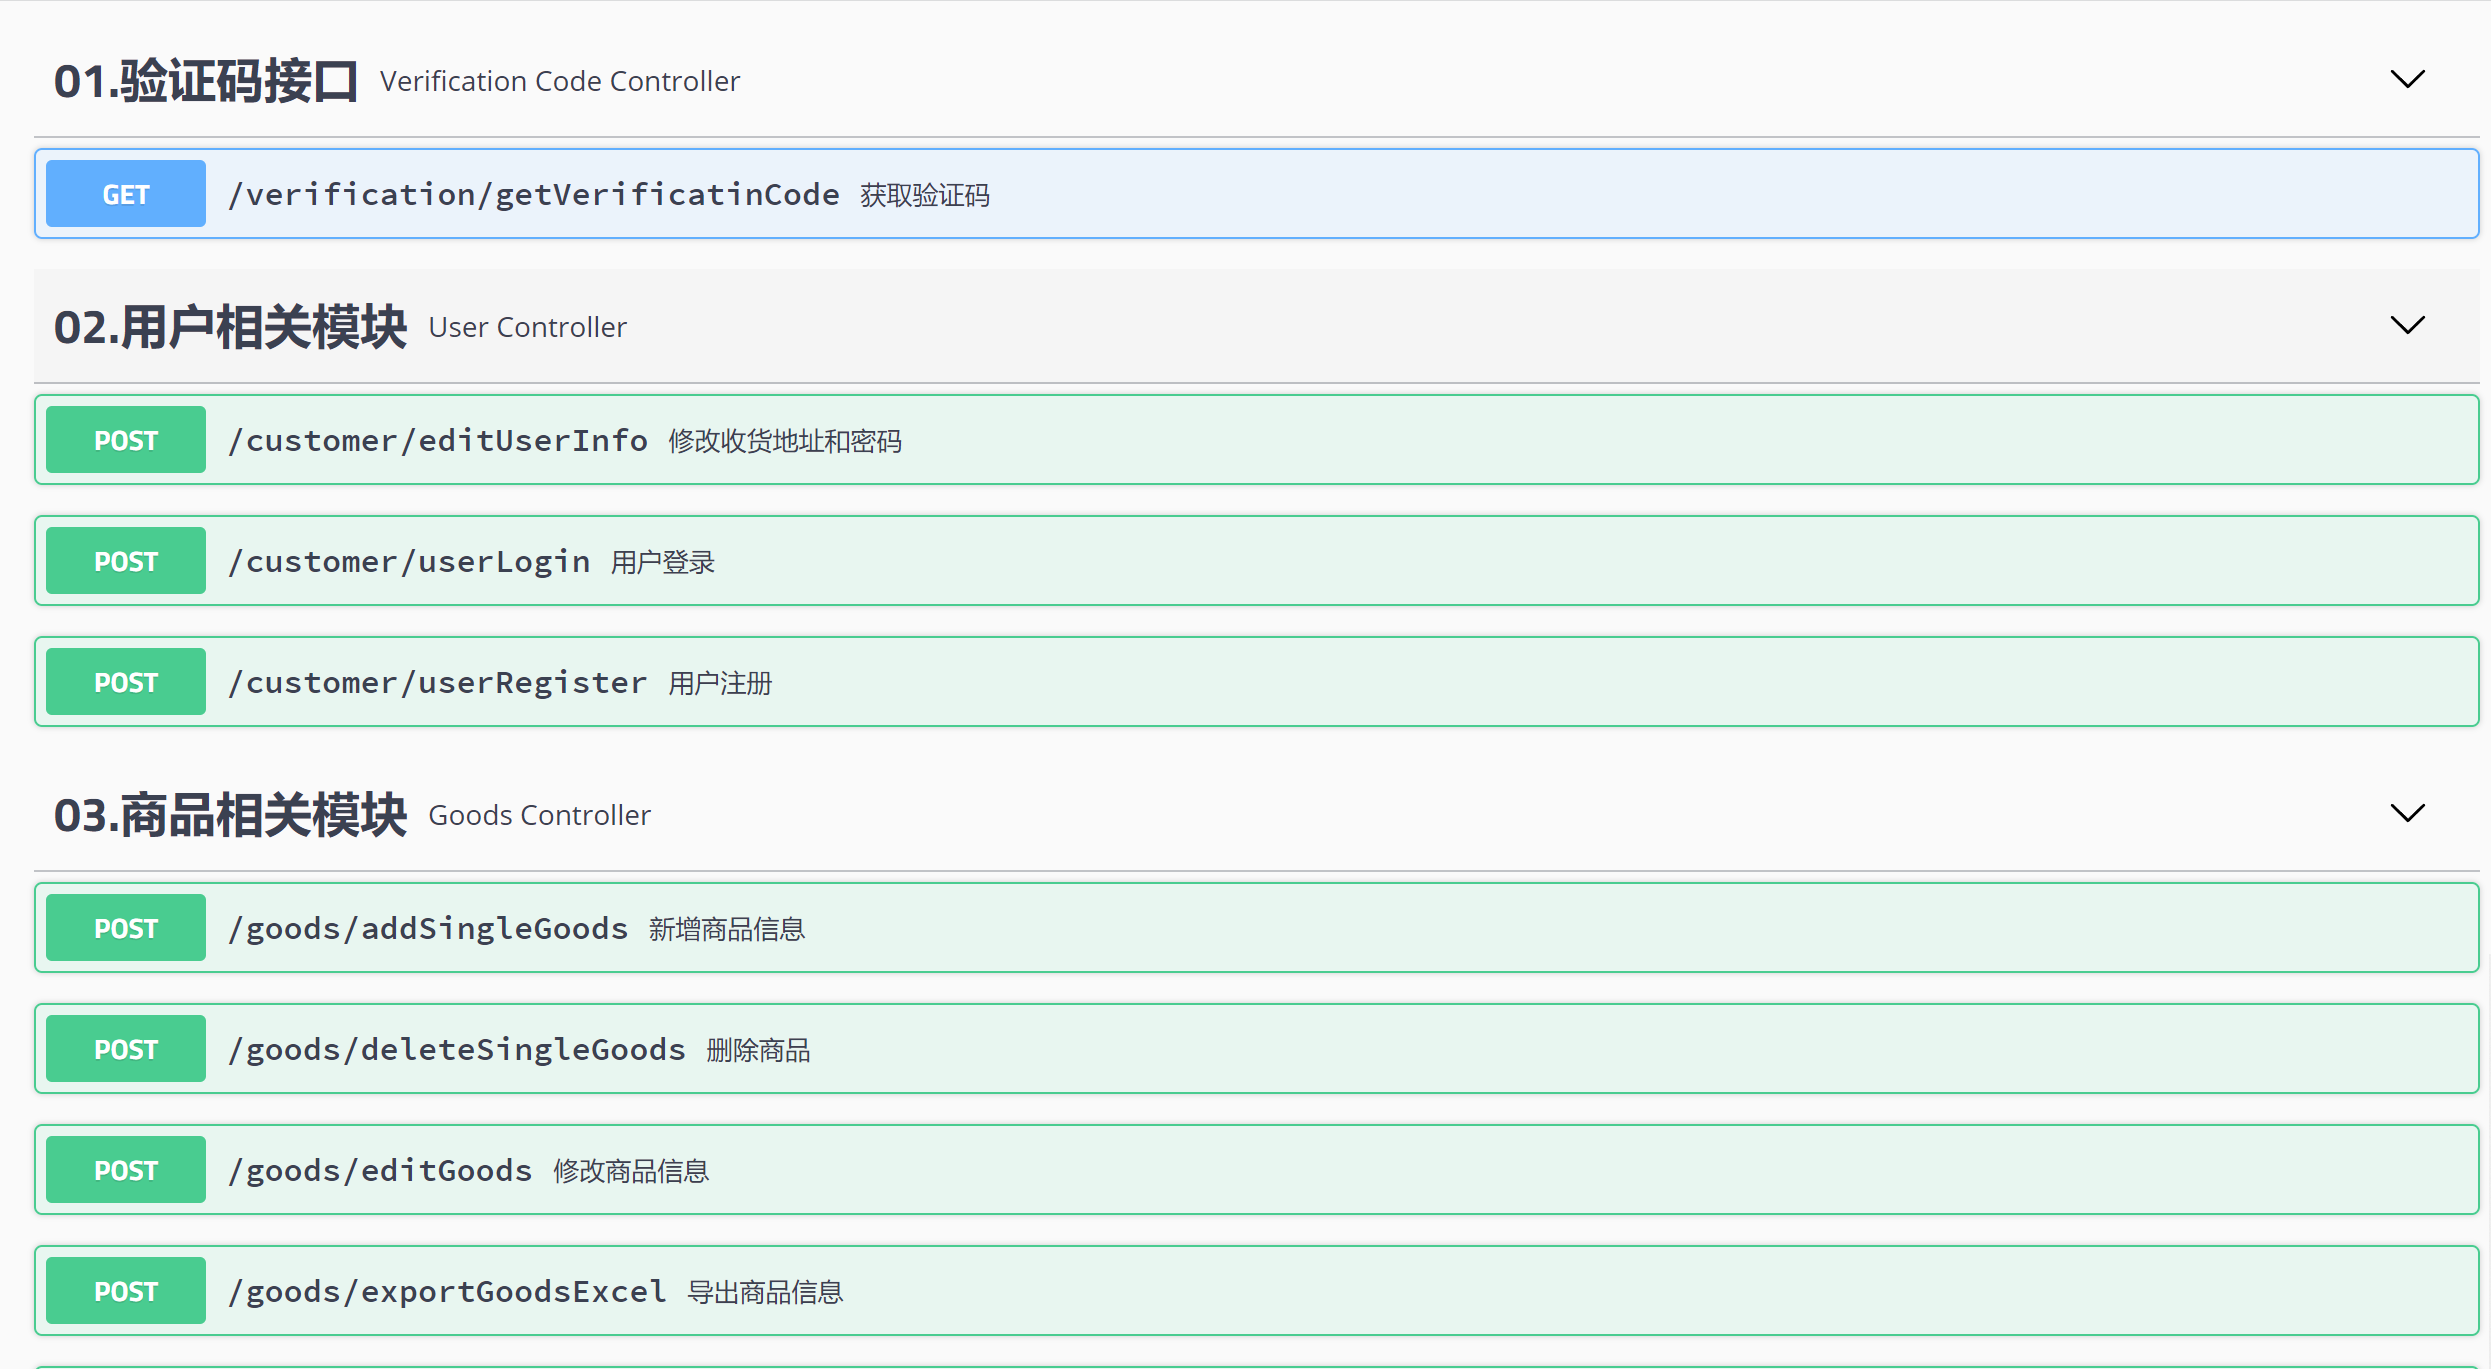 01.验证码接口 Verification Code Controller
GET /verification/getVerificatinCode 获取验证码
02.用户相关模块 User Controller
POST /customer/editUserInfo 修改收货地址和密码
POST /customer/userLogin 用户登录
POST /customer/userRegister 用户注册
03.商品相关模块 Goods Controller
POST /goods/addSingleGoods 新增商品信息
POST /goods/deleteSingleGoods 删除商品
POST /goods/editGoods 修改商品信息
POST /goods/exportGoodsExcel 导出商品信息